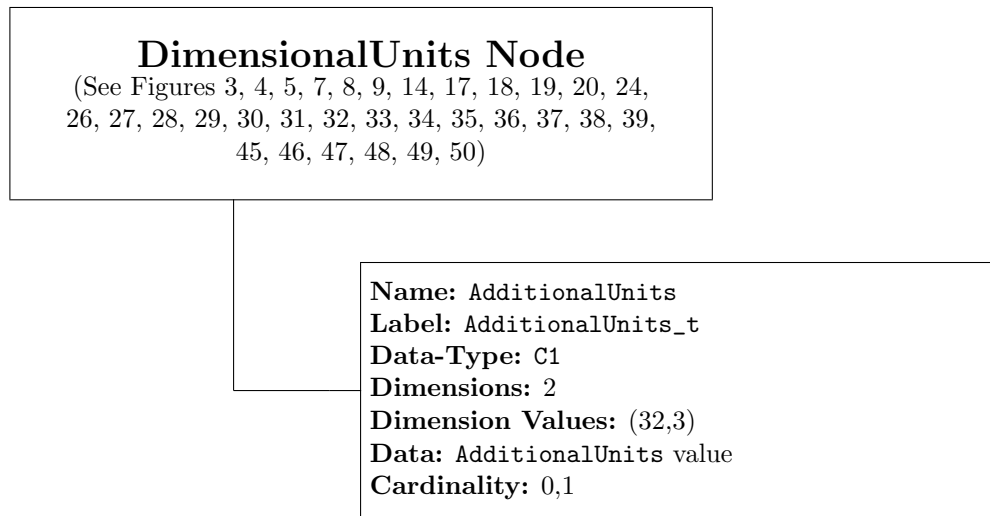 DimensionalUnits Node
(See Figures 3, 4, 5, 7, 8, 9, 14, 17, 18, 19, 20, 24,
26, 27, 28, 29, 30, 31, 32, 33, 34, 35, 36, 37, 38, 39,
45, 46, 47, 48, 49, 50)
Name: AdditionalUnits
Label: AdditionalUnits_t
Data-Type: C1
Dimensions: 2
Dimension Values: (32,3)
Data: AdditionalUnits value
Cardinality: 0,1